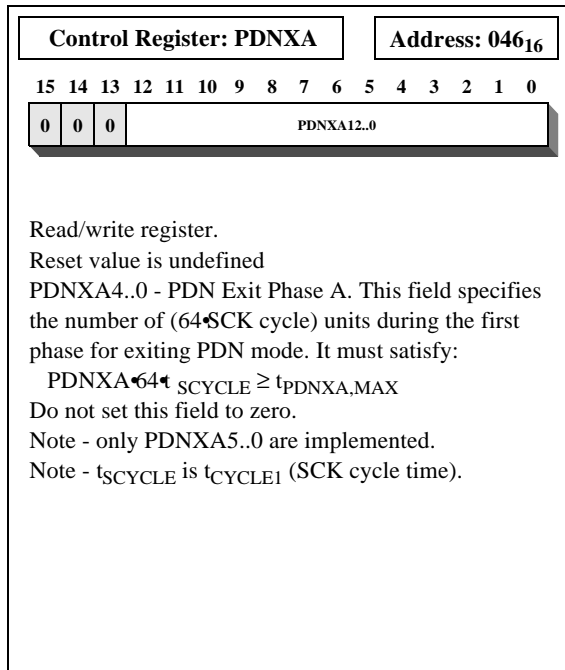 Control Register: PDNXA
Address: 046₁₆
15 14 13 12 11 10 9 8 7 6 5 4 3 2 1 0
0 0 0 PDNXA12..0
Read/write register.
Reset value is undefined
PDNXA4..0 - PDN Exit Phase A. This field specifies
the number of (64•SCK cycle) units during the first
phase for exiting PDN mode. It must satisfy:
PDNXA•64•t SCYCLE ≥ tPDNXA,MAX
Do not set this field to zero.
Note - only PDNXA5..0 are implemented.
Note - tSCYCLE is tCYCLE1 (SCK cycle time).